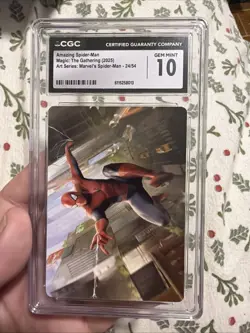 CGC
CERTIFIED GUARANTY COMPANY
Amazing Spider-Man
Magic: The Gathering (2025)
Art Series: Marvel's Spider-Man - 24/54
GEM MINT
10